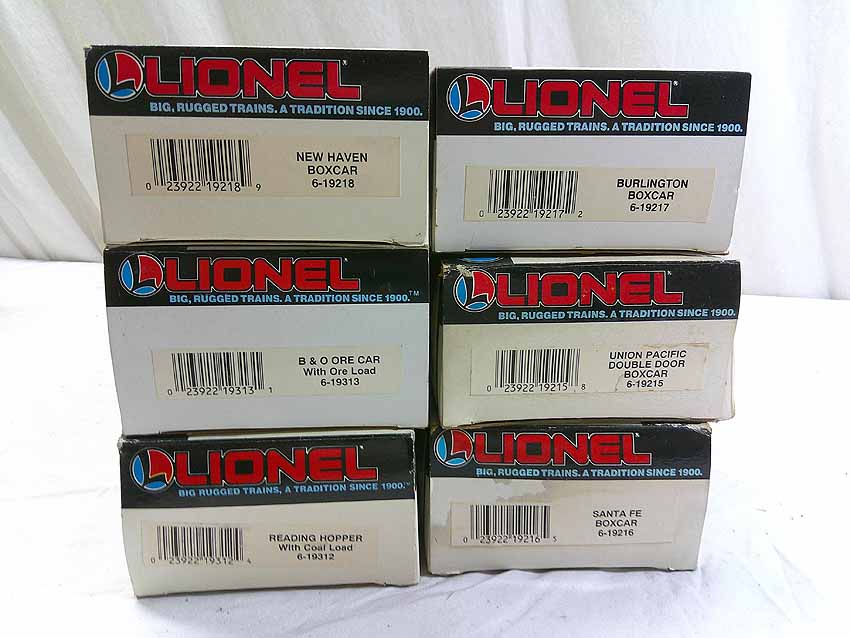 LIONEL
BIG, RUGGED TRAINS. A TRADITION SINCE 1900.
NEW HAVEN
BOXCAR
6-19218
0 23922 19218 9
LIONEL
BIG, RUGGED TRAINS. A TRADITION SINCE 1900.
BURLINGTON
BOXCAR
6-19217
0 23922 19217 2
LIONEL
BIG, RUGGED TRAINS. A TRADITION SINCE 1900.™
B & O ORE CAR
With Ore Load
6-19313
0 23922 19313 1
LIONEL
BIG, RUGGED TRAINS. A TRADITION SINCE 1900.
UNION PACIFIC
DOUBLE DOOR
BOXCAR
6-19215
0 23922 19215 8
LIONEL
BIG RUGGED TRAINS, A TRADITION SINCE 1900.™
READING HOPPER
With Coal Load
6-19312
0 23922 19312 4
LIONEL
BIG, RUGGED TRAINS. A TRADITION SINCE 1900.
SANTA FE
BOXCAR
6-19216
0 23922 19216 5